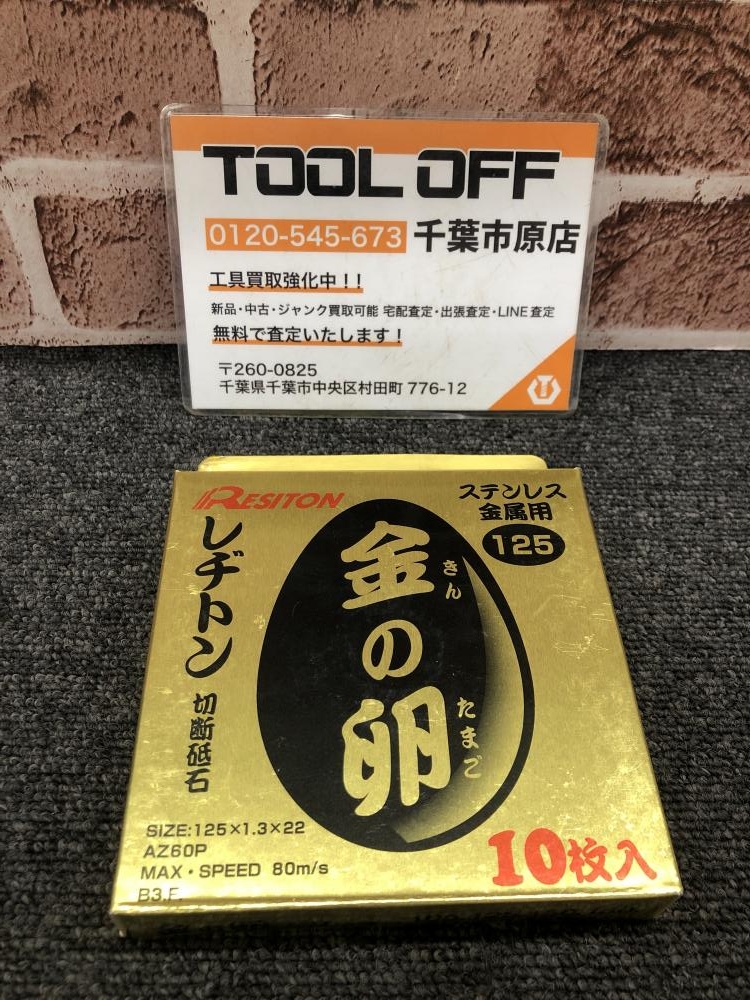 TOOL OFF
0120-545-673 千葉市原店
工具買取強化中！！
新品・中古・ジャンク買取可能 宅配査定・出張査定・LINE査定
無料で査定いたします！
〒260-0825
千葉県千葉市中央区村田町 776-12
RESITON
レヂトン
切断砥石
金の卵
きん
たまご
ステンレス
金属用
125
SIZE:125×1.3×22
AZ60P
MAX・SPEED 80m/s
B3.F.
10枚入